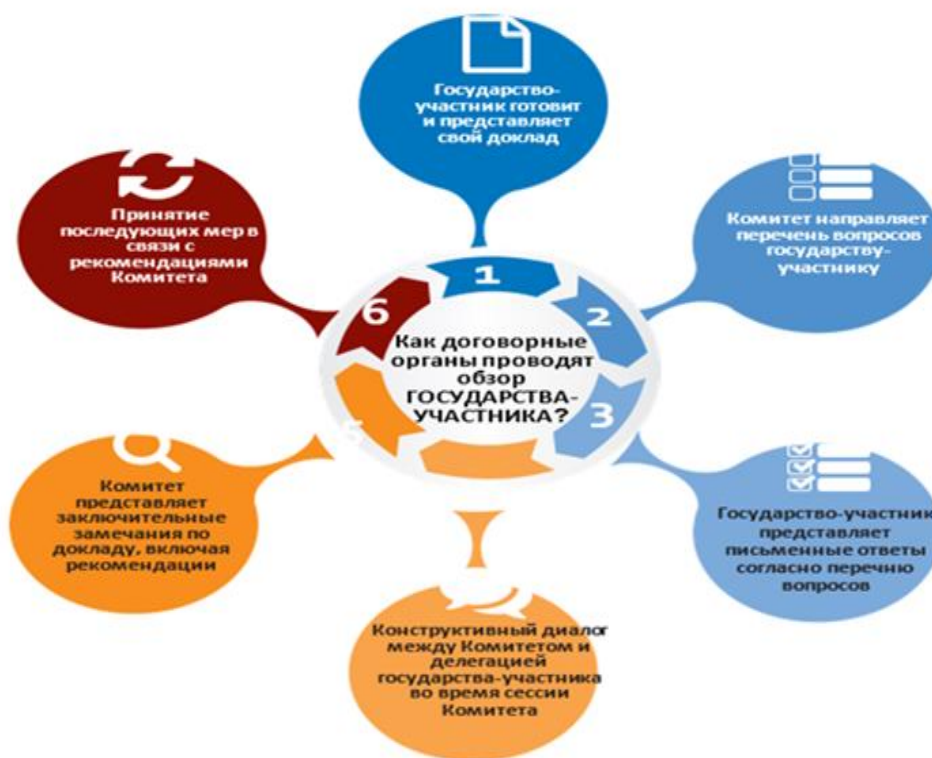 Государство-
участник готовит
и представляет
свой доклад
Комитет направляет
перечень вопросов
государству-
участнику
Государство-участник
представляет
письменные ответы
согласно перечню
вопросов
Конструктивный диалог
между Комитетом и
делегацией
государства-участника
во время сессии
Комитета
Комитет
представляет
заключительные
замечания по
докладу, включая
рекомендации
Принятие
последующих мер в
связи с
рекомендациями
Комитета
1
2
3
5
6
Как договорные
органы проводят
обзор
ГОСУДАРСТВА-
УЧАСТНИКА?